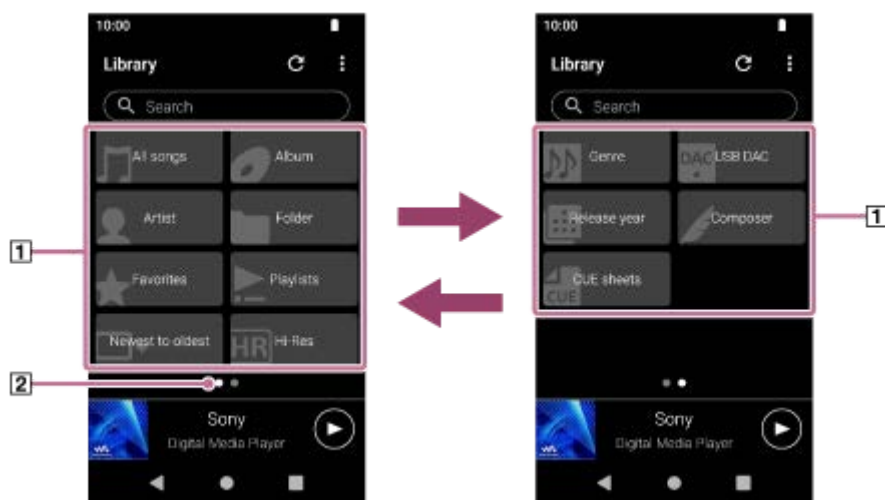 10:00
Library
Search
All songs
Album
Artist
Folder
Favorites
Playlists
Newest to oldest
HR Hi-Res
1
2
Sony
Digital Media Player
10:00
Library
Search
Genre
DAC USB DAC
Release year
Composer
CUE CUE sheets
1
Sony
Digital Media Player